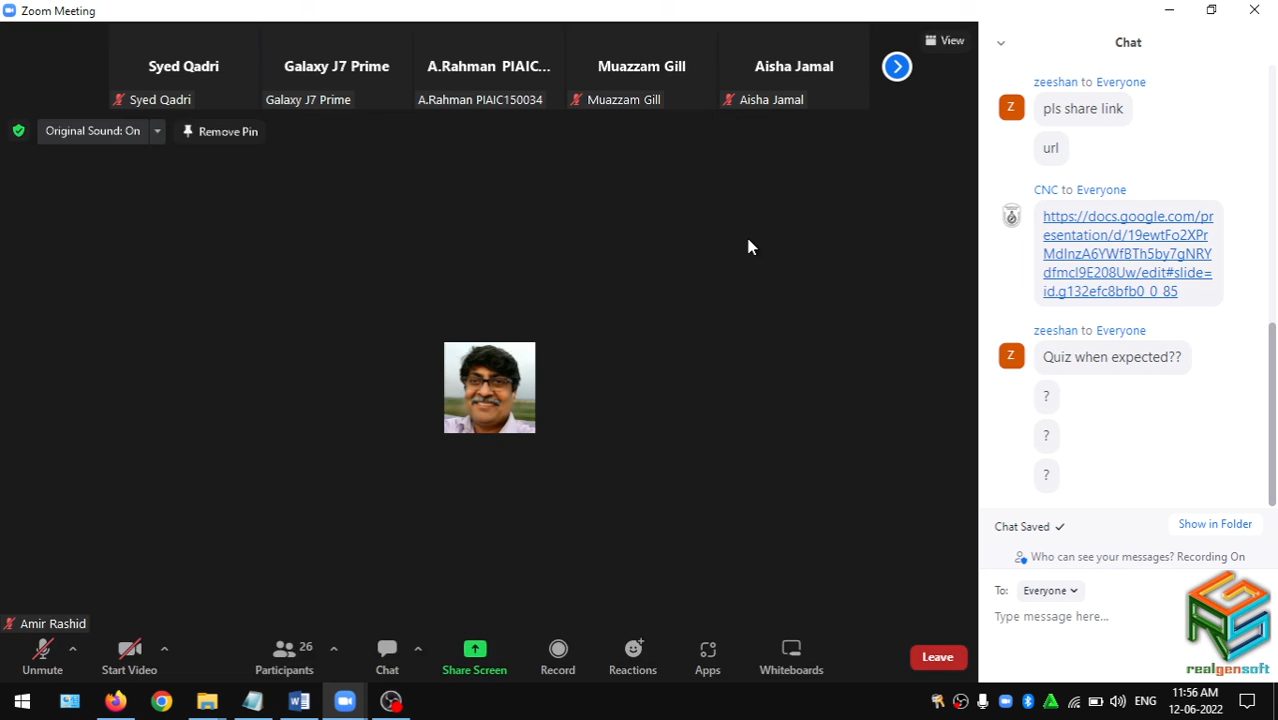 Zoom Meeting
Syed Qadri
Galaxy J7 Prime
A.Rahman PIAIC...
Muazzam Gill
Aisha Jamal
View
Syed Qadri
Galaxy J7 Prime
A.Rahman PIAIC150034
Muazzam Gill
Aisha Jamal
Original Sound: On
Remove Pin
Amir Rashid
Unmute
Start Video
26
Participants
Chat
Share Screen
Record
Reactions
Apps
Whiteboards
Leave
Chat
zeeshan to Everyone
Z
pls share link
url
CNC to Everyone
https://docs.google.com/pr
esentation/d/19ewtFo2XPr
MdInzA6YWfBTh5by7gNRY
dfmcI9E208Uw/edit#slide=
id.g132efc8bfb0_0_85
zeeshan to Everyone
Z
Quiz when expected??
?
?
?
Chat Saved
Show in Folder
Who can see your messages? Recording On
To:
Everyone
Type message here...
realgensoft
ENG
11:56 AM
12-06-2022